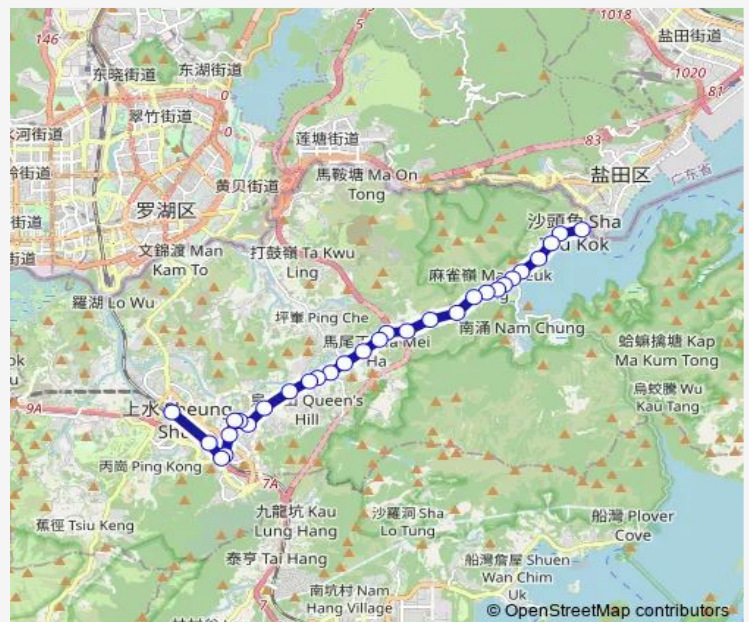 1018
146
5
盐田街道
东晓街道
东湖街道
1020
81
0
翠竹街道
0
莲塘街道
83
馬鞍塘 Ma On
Tong
黄贝街道
盐田区
广东省
罗湖区
沙頭角 Sha
Kok
文錦渡 Man
Kam To
打鼓嶺 Ta Kwu
Ling
街道
麻雀嶺
羅湖 Lo Wu
坪輋 Ping Che
南涌 Nam Chung
蛤蟆擒塘 Kap
Ma Kum Tong
馬尾下
Mei
Ha
烏蛟騰 Wu
Kau Tang
9A
上水
Sheung
Queen's
Hill
丙崗 Ping Kong
7A
九龍坑 Kau
Lung Hang
沙羅洞 Sha
Lo Tung
船灣 Plover
Cove
蕉徑 Tsiu Keng
泰亨 Tai Hang
船灣詹屋 Shuen
Wan Chim
Uk
南坑村 Nam
Hang Village
7
© OpenStreetMap contributors